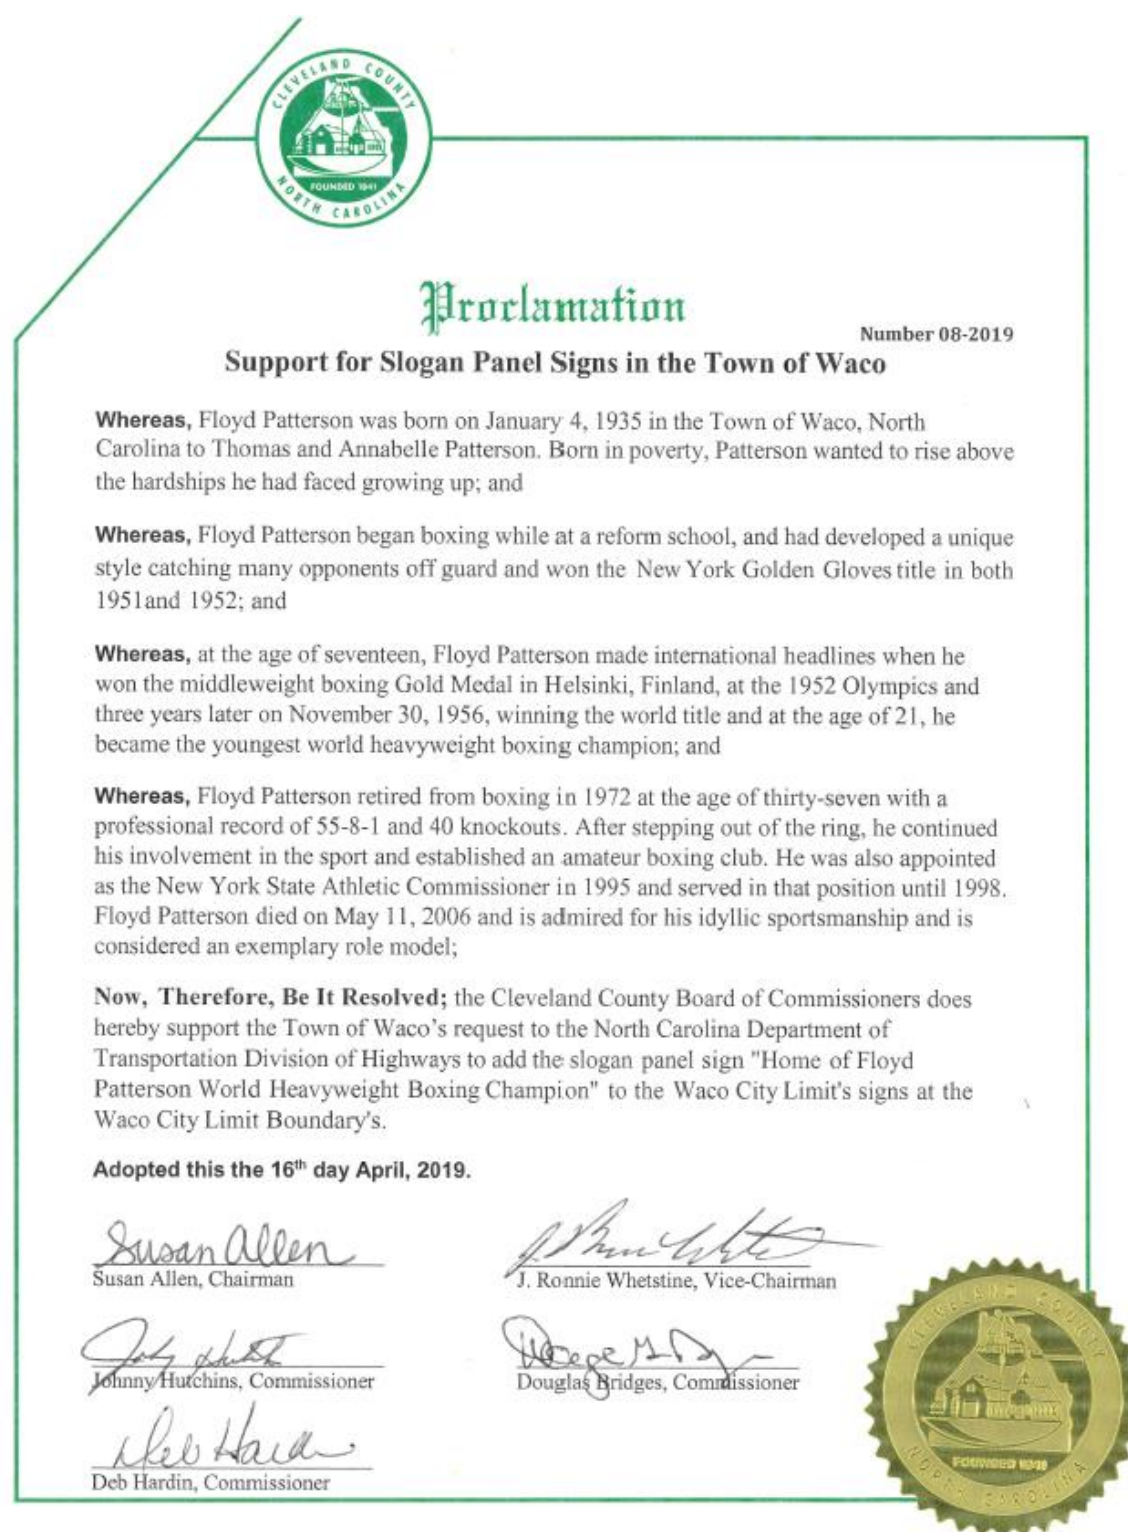 CLEVELAND COUNTY
FOUNDED 1841
NORTH CAROLINA
Proclamation
Number 08-2019
Support for Slogan Panel Signs in the Town of Waco
Whereas, Floyd Patterson was born on January 4, 1935 in the Town of Waco, North
Carolina to Thomas and Annabelle Patterson. Born in poverty, Patterson wanted to rise above
the hardships he had faced growing up; and
Whereas, Floyd Patterson began boxing while at a reform school, and had developed a unique
style catching many opponents off guard and won the New York Golden Gloves title in both
1951and 1952; and
Whereas, at the age of seventeen, Floyd Patterson made international headlines when he
won the middleweight boxing Gold Medal in Helsinki, Finland, at the 1952 Olympics and
three years later on November 30, 1956, winning the world title and at the age of 21, he
became the youngest world heavyweight boxing champion; and
Whereas, Floyd Patterson retired from boxing in 1972 at the age of thirty-seven with a
professional record of 55-8-1 and 40 knockouts. After stepping out of the ring, he continued
his involvement in the sport and established an amateur boxing club. He was also appointed
as the New York State Athletic Commissioner in 1995 and served in that position until 1998.
Floyd Patterson died on May 11, 2006 and is admired for his idyllic sportsmanship and is
considered an exemplary role model;
Now, Therefore, Be It Resolved; the Cleveland County Board of Commissioners does
hereby support the Town of Waco's request to the North Carolina Department of
Transportation Division of Highways to add the slogan panel sign "Home of Floyd
Patterson World Heavyweight Boxing Champion" to the Waco City Limit's signs at the
Waco City Limit Boundary's.
Adopted this the 16th day April, 2019.
Susan Allen
Susan Allen, Chairman
J. Ronnie Whetstine, Vice-Chairman
Johnny Hutchins, Commissioner
Douglas Bridges, Commissioner
Deb Hardin
Deb Hardin, Commissioner
CLEVELAND COUNTY
FOUNDED 1841
NORTH CAROLINA